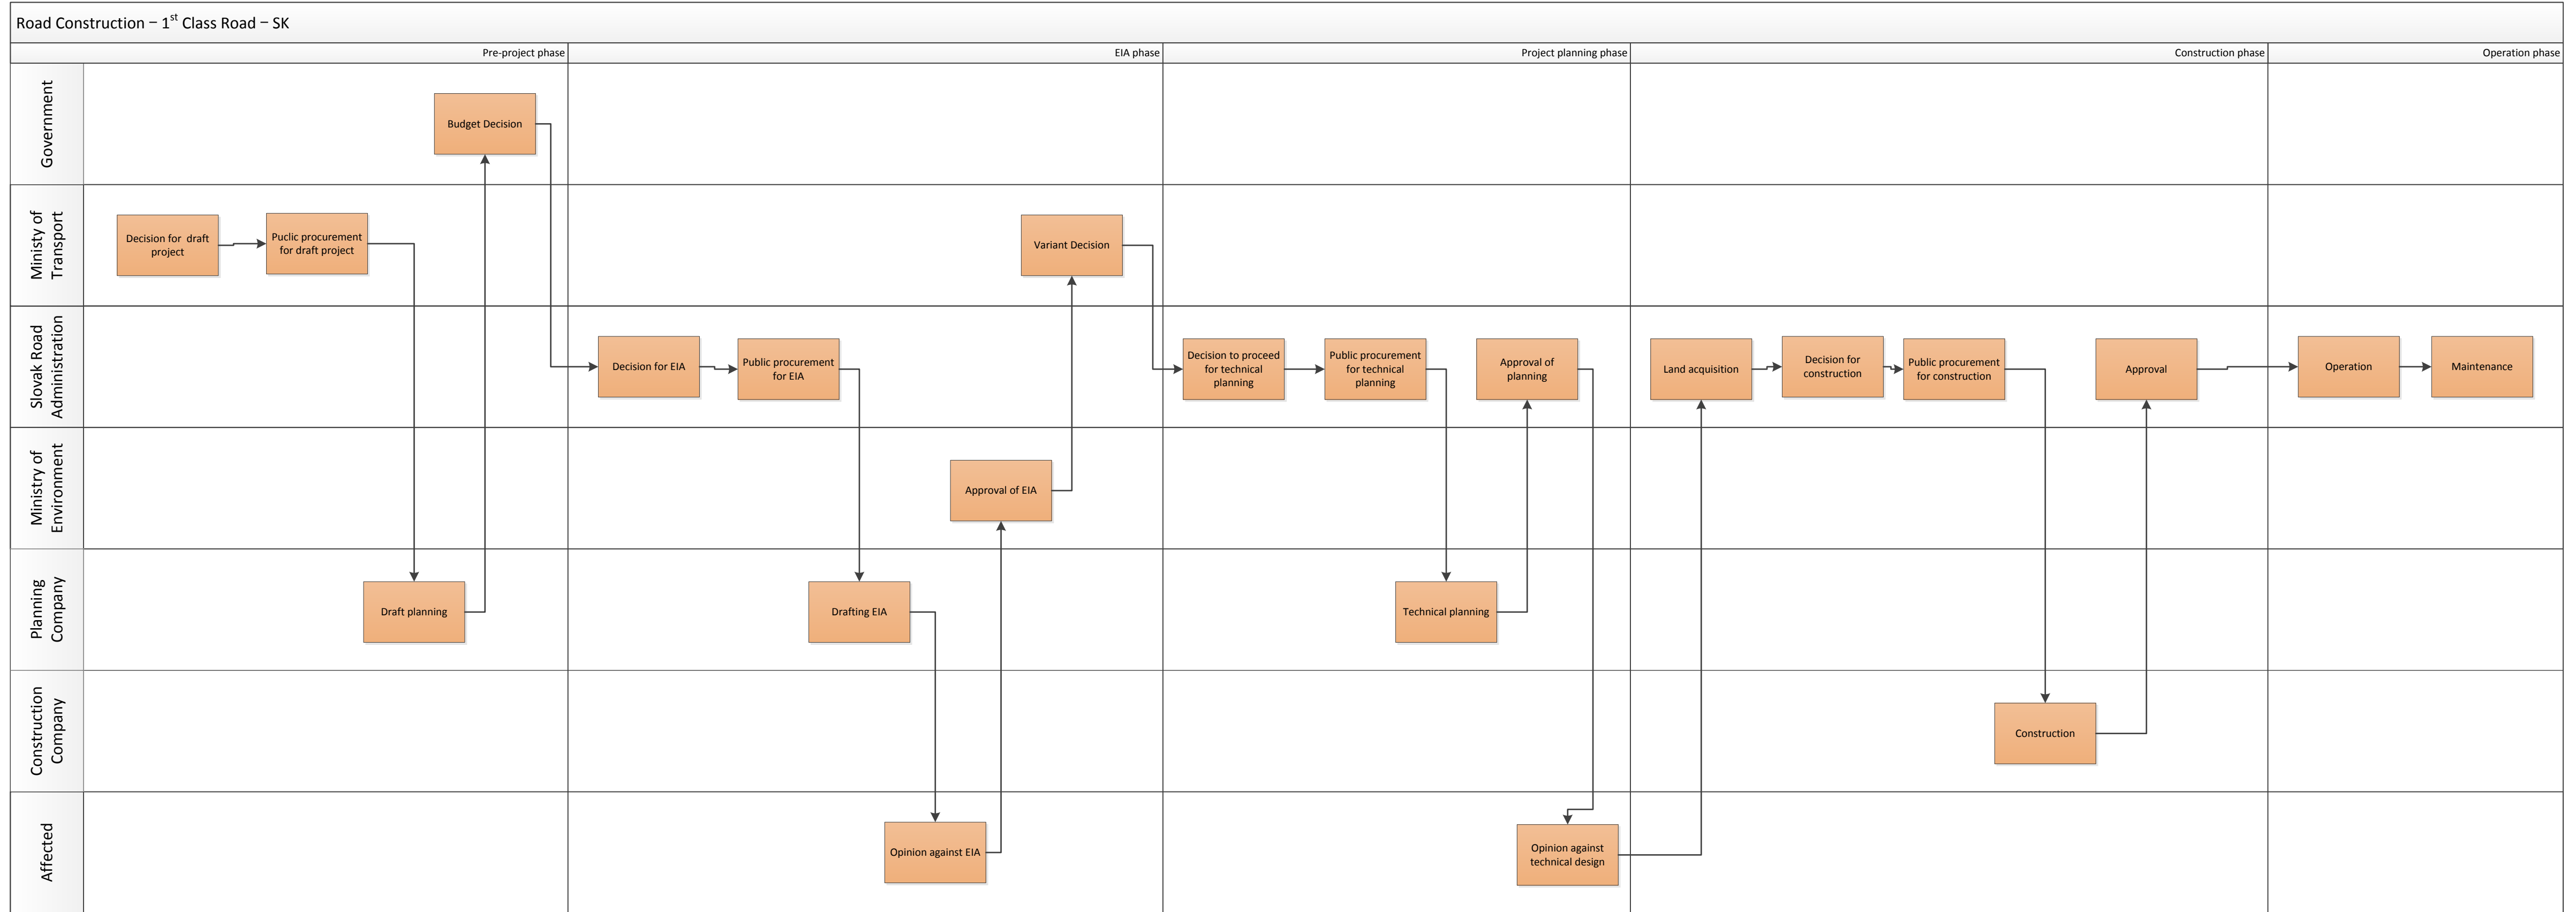 Road Construction – 1st Class Road – SK
Pre-project phase
EIA phase
Project planning phase
Construction phase
Operation phase
Government
Budget Decision
Ministy of
Transport
Decision for draft
project
Puclic procurement
for draft project
Variant Decision
Slovak Road
Administration
Decision for EIA
Public procurement
for EIA
Decision to proceed
for technical
planning
Public procurement
for technical
planning
Approval of
planning
Land acquisition
Decision for
construction
Public procurement
for construction
Approval
Operation
Maintenance
Ministry of
Environment
Approval of EIA
Planning
Company
Draft planning
Drafting EIA
Technical planning
Construction
Company
Construction
Affected
Opinion against EIA
Opinion against
technical design